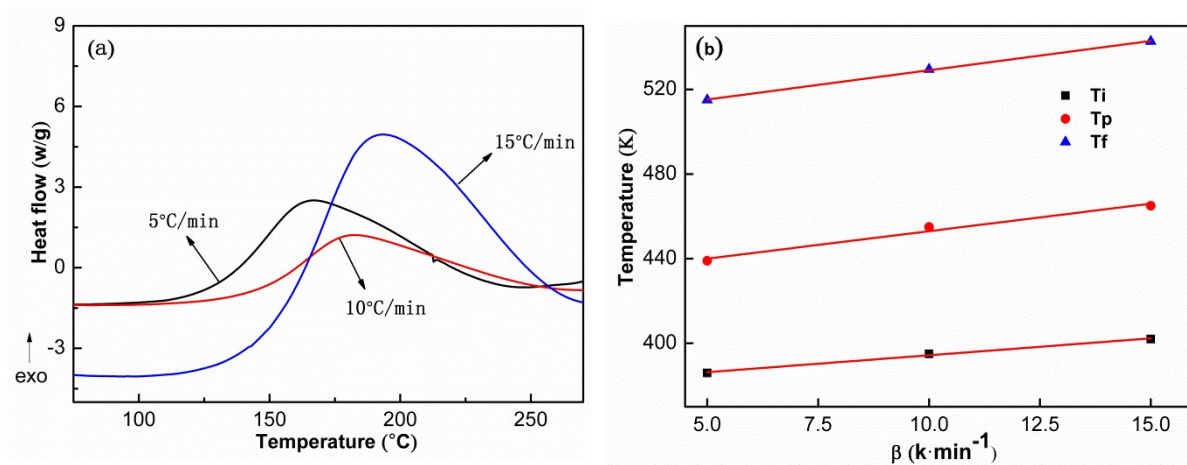 (a)
9
6
3
0
-3
Heat flow (w/g)
exo
5°C/min
10°C/min
15°C/min
100
150
200
250
Temperature (°C)
(b)
520
480
440
400
Temperature (K)
Ti
Tp
Tf
5.0
7.5
10.0
12.5
15.0
β (k·min⁻¹)